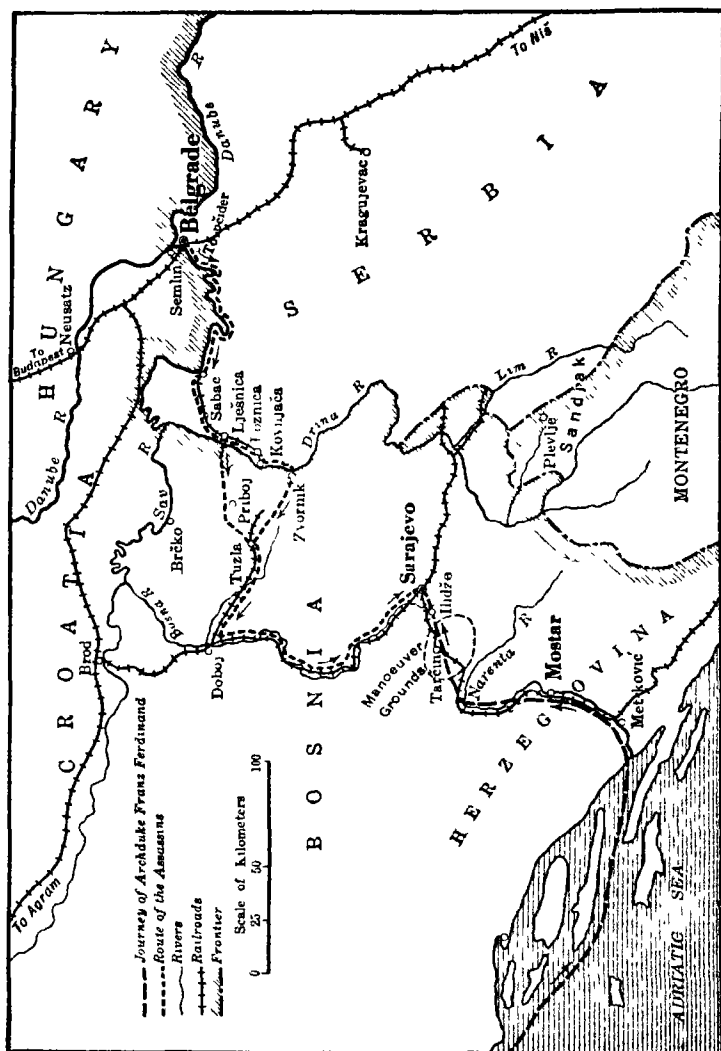 HUNGARY
CROATIA
SERBIA
BOSNIA
HERZEGOVINA
MONTENEGRO
Sandjak
ADRIATIC SEA
To Agram
To Budapest
To Niš
Danube R
Danube R
Neusatz
Semlin
Belgrade
Topčider
Kragujevac
Brod
Brčko
Sav R
Bosna R
Šabac
Lješnica
Ložnica
Koviljača
Priboj
Tuzla
Zvornik
Doboj
Drina R
Lim R
Plevlje
Sarajevo
Ilidže
Tarčin
Manoeuver
Grounds
Narenta R
Mostar
Metković
Journey of Archduke Franz Ferdinand
Route of the Assassins
Rivers
Railroads
Frontier
Scale of kilometers
0 25 50 100